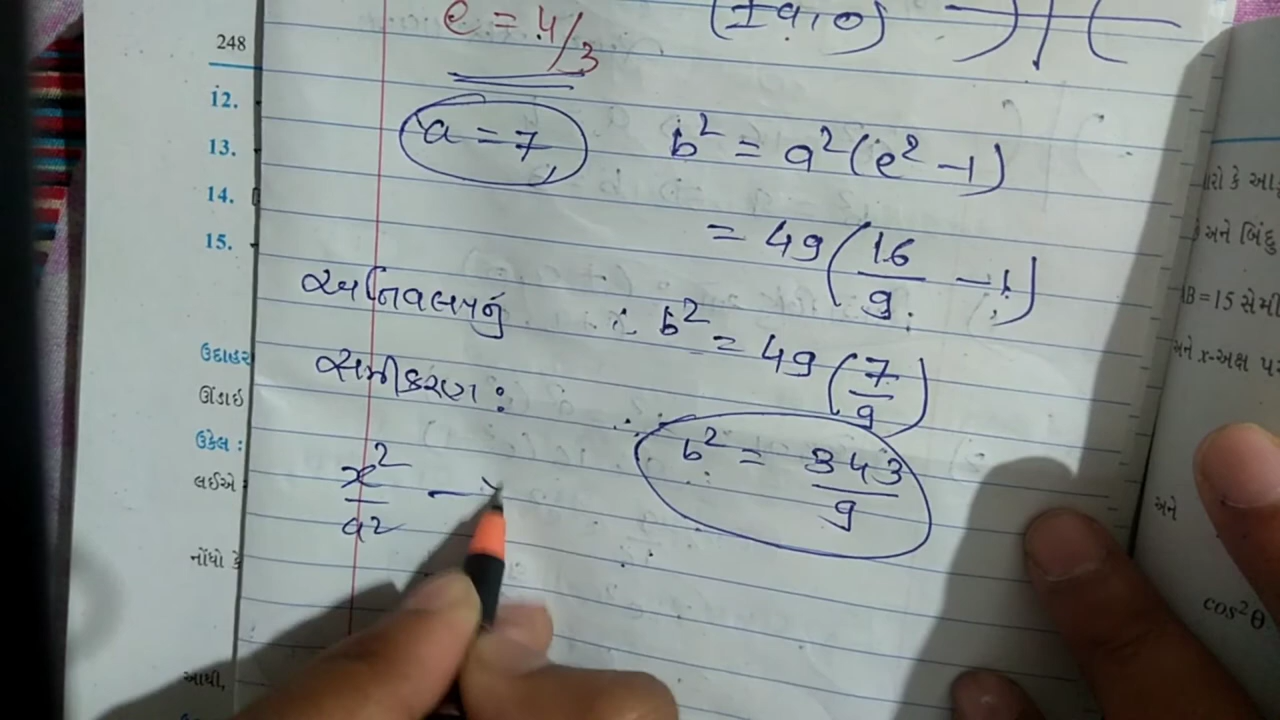 e = 4/3 (±a, 0)
248
12.
a = 7 b² = a²(e² − 1)
13.
14.
= 49(16/9 − 1)
15.
અતિવલયનું ∴ b² = 49(7/9)
સમીકરણ :
∴ b² = 343/9
x²/a² −
ઉકેલ :
લઈએ
નોંધો કે
આથી,
અને બિંદુ
AB = 15 સેમી
અને x-અક્ષ
અને
cos²θ